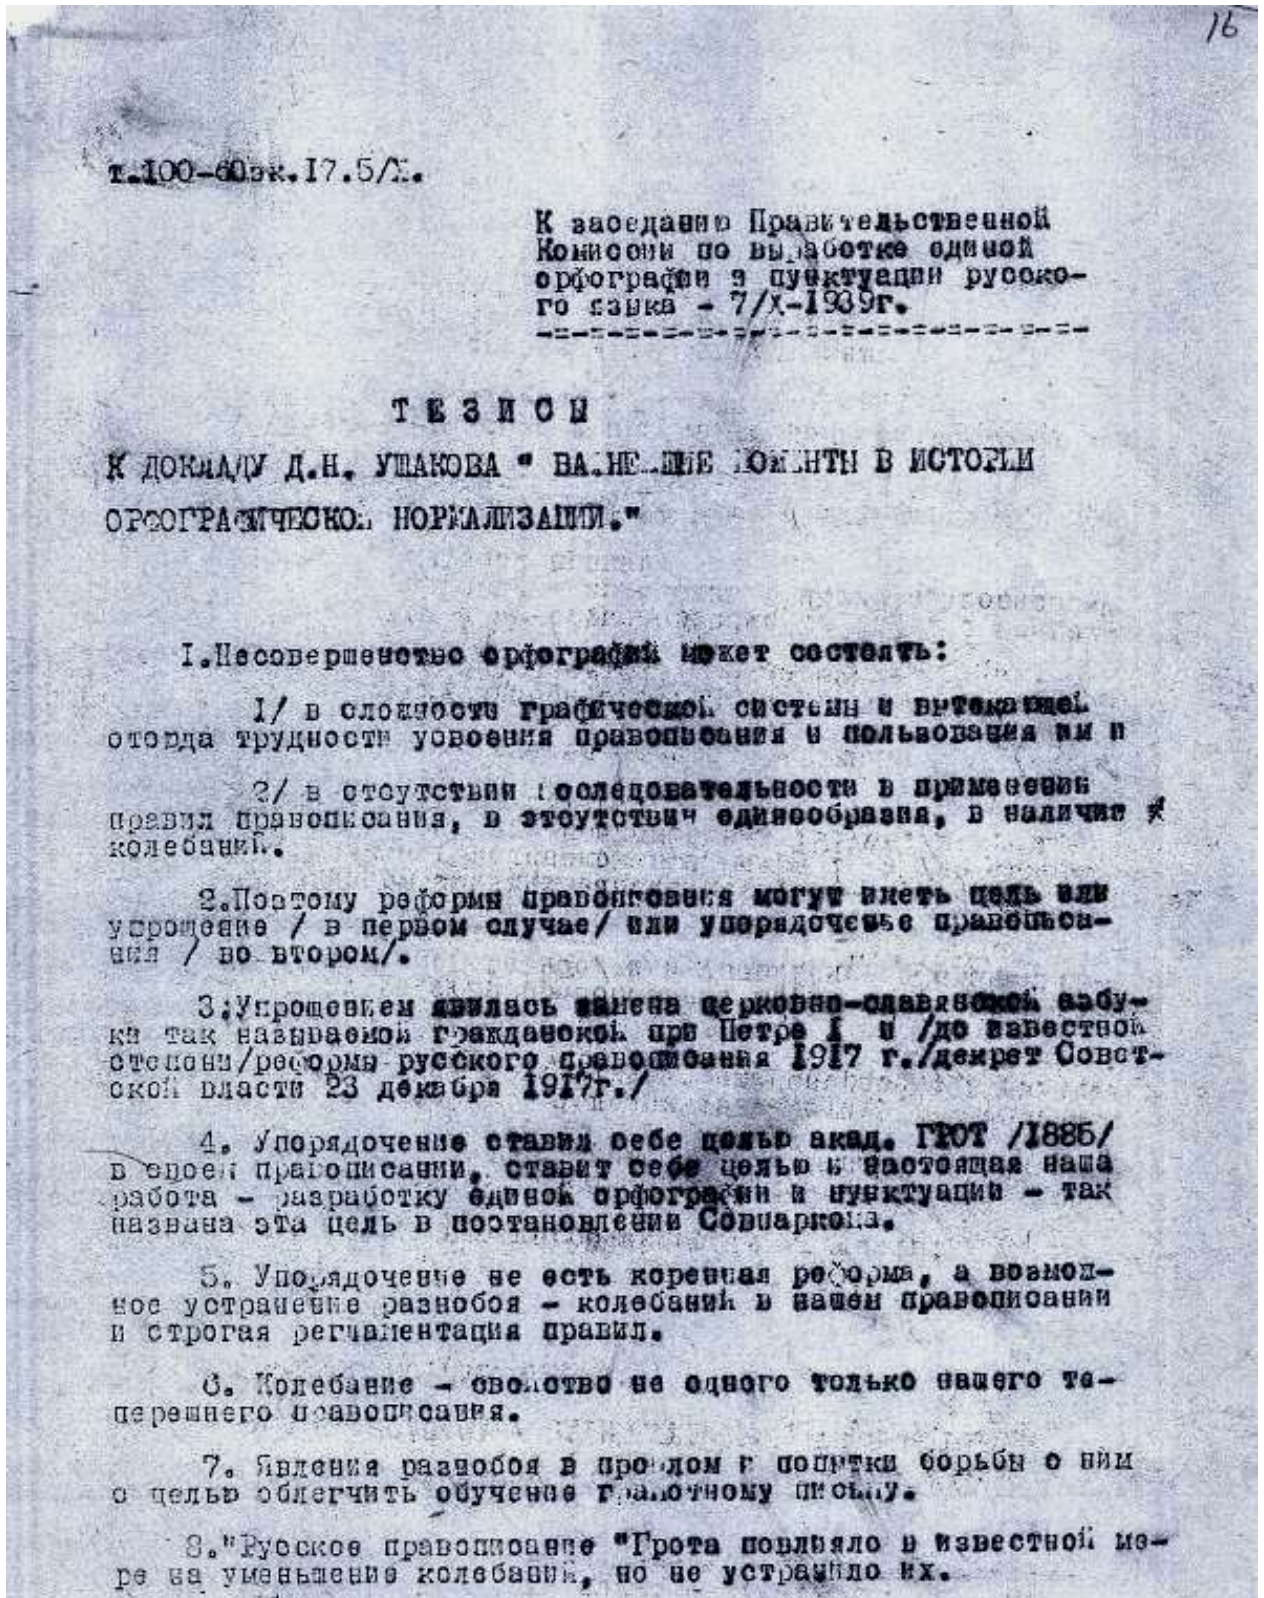 16
т.100-60эк.17.5/X.
К заседанию Правительственной
Комиссии по выработке единой
орфографии и пунктуации русско-
го языка - 7/X-1939г.
-=-=-=-=-=-=-=-=-=-=-=-=-=-=-=-
ТЕЗИСЫ
К ДОКЛАДУ Д.Н. УШАКОВА " ВАЖНЕЙШИЕ МОМЕНТЫ В ИСТОРИИ
ОРФОГРАФИЧЕСКОЙ НОРМАЛИЗАЦИИ."
I.Несовершенство орфографий может состоять:
1/ в сложности графической системы и вытекающей
отсюда трудности усвоения правописания и пользования им и
2/ в отсутствии последовательности в применении
правил правописания, в отсутствии единообразия, в наличие
колебаний.
2.Поэтому реформы правописания могут иметь цель или
упрощение / в первом случае/ или упорядоченье правописа-
ния / во втором/.
3.Упрощением явилась замена церковно-славянской азбу-
ки так называемой гражданской при Петре I и /до известной
степени/реформы русского правописания 1917 г./декрет Совет-
ской власти 23 декабря 1917г./
4. Упорядочение ставил себе целью акад. ГРОТ /1885/
в своем правописании, ставит себе целью и настоящая наша
работа - разработку единой орфографии и пунктуации - так
названа эта цель в постановлении Совнаркома.
5. Упорядочение не есть коренная реформа, а возмож-
ное устранение разнобоя - колебаний в нашем правописании
и строгая регламентация правил.
6. Колебание - свойство не одного только нашего те-
перешнего правописания.
7. Явления разнобоя в прошлом и попытки борьбы с ним
с целью облегчить обучение грамотному письму.
8."Русское правописание "Грота повлияло в известной ме-
ре на уменьшение колебаний, но не устранило их.